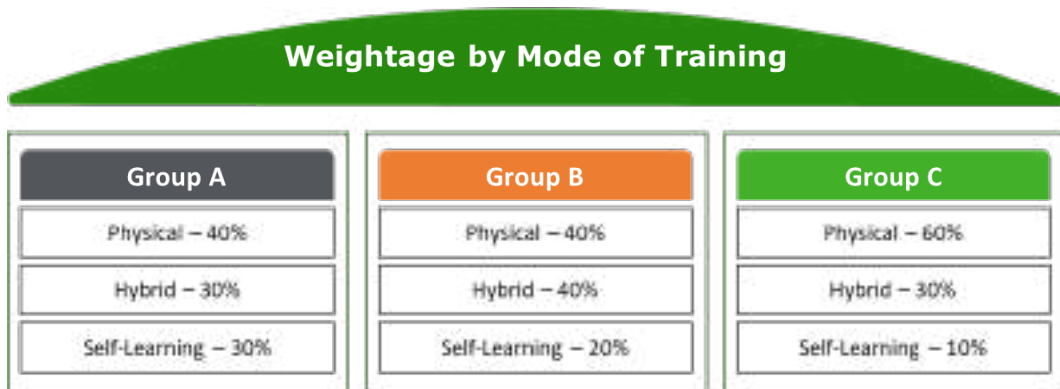 Weightage by Mode of Training
Group A
Physical – 40%
Hybrid – 30%
Self-Learning – 30%
Group B
Physical – 40%
Hybrid – 40%
Self-Learning – 20%
Group C
Physical – 60%
Hybrid – 30%
Self-Learning – 10%